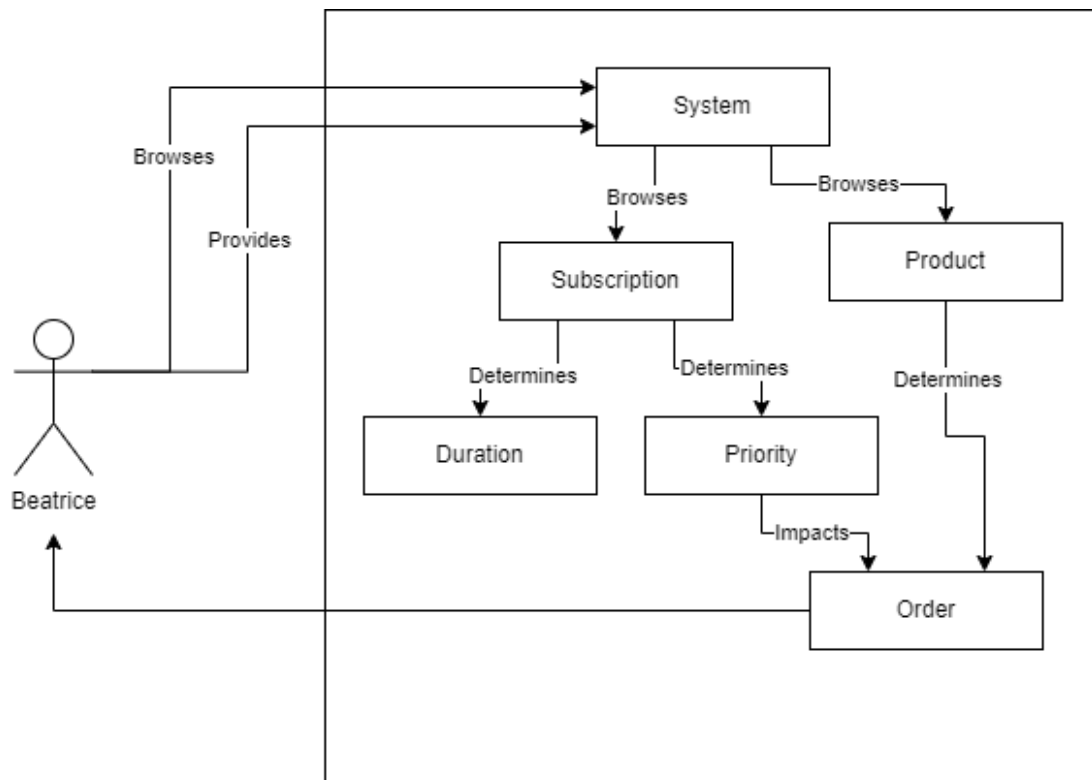 System
Browses
Browses
Browses
Provides
Product
Subscription
Determines
Determines
Determines
Duration
Priority
Beatrice
Impacts
Order